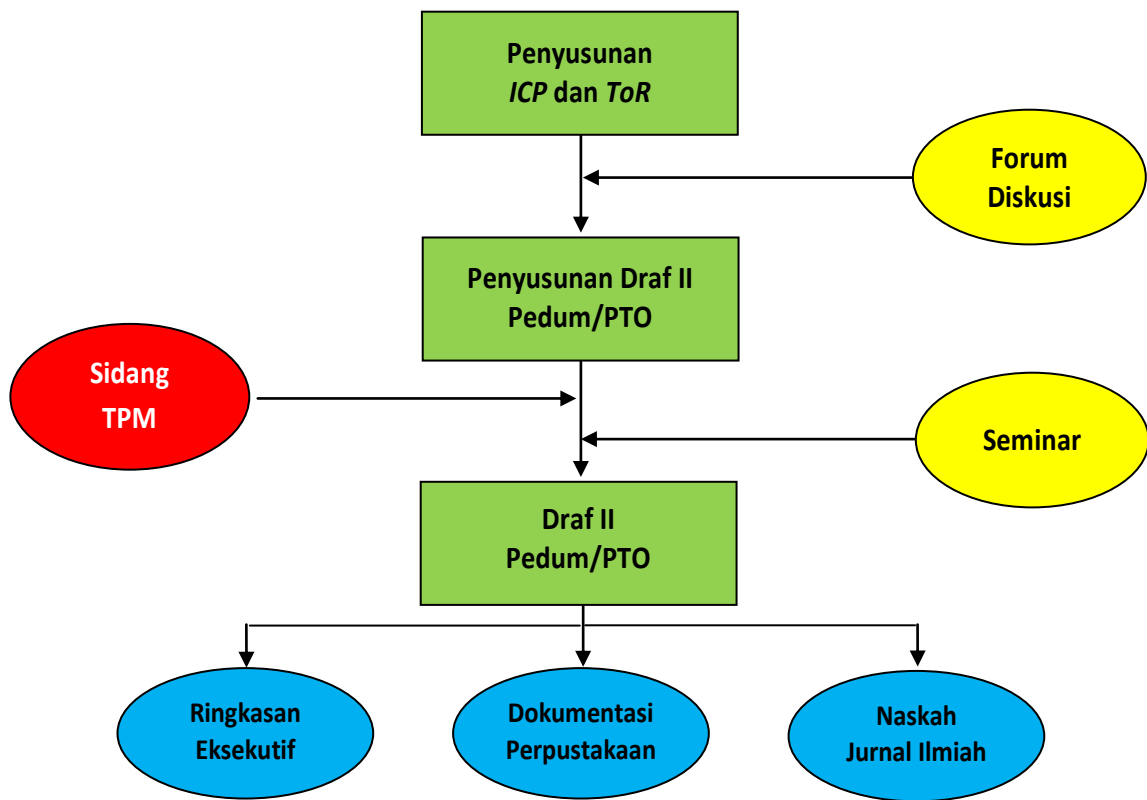 Penyusunan
ICP dan ToR
Forum
Diskusi
Penyusunan Draf II
Pedum/PTO
Sidang
TPM
Seminar
Draf II
Pedum/PTO
Ringkasan
Eksekutif
Dokumentasi
Perpustakaan
Naskah
Jurnal Ilmiah